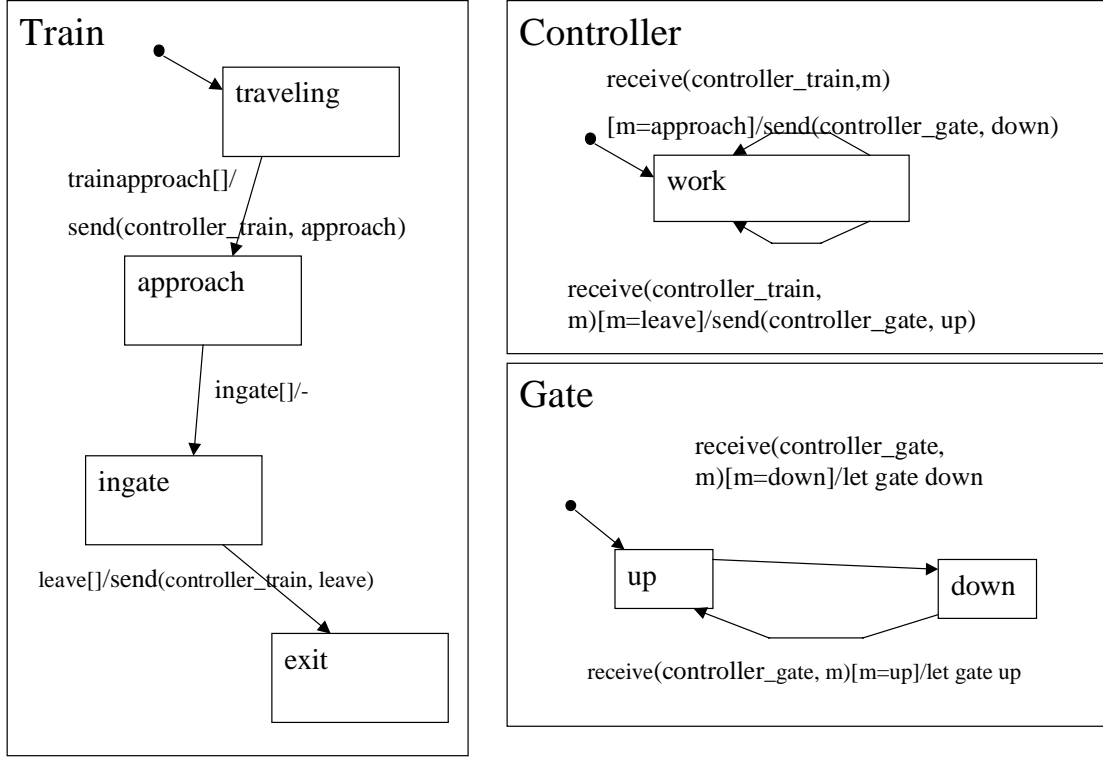 Train
traveling
trainapproach[]/
send(controller_train, approach)
approach
ingate[]/-
ingate
leave[]/send(controller_train, leave)
exit
Controller
receive(controller_train,m)
[m=approach]/send(controller_gate, down)
work
receive(controller_train,
m)[m=leave]/send(controller_gate, up)
Gate
receive(controller_gate,
m)[m=down]/let gate down
up
down
receive(controller_gate, m)[m=up]/let gate up